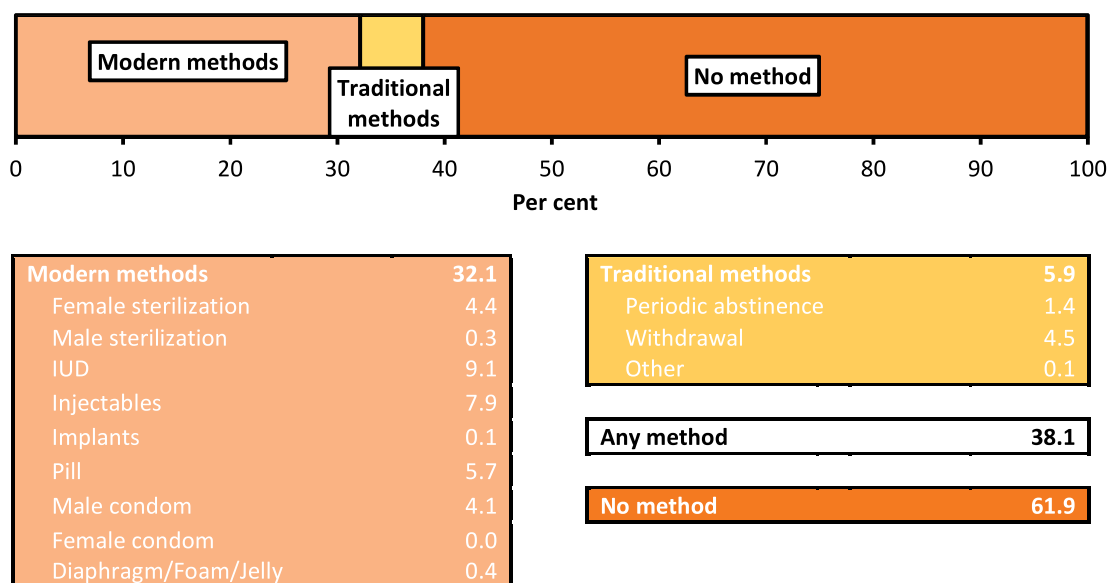 Modern methods
Traditional
methods
No method
0 10 20 30 40 50 60 70 80 90 100
Per cent
Modern methods 32.1
Female sterilization 4.4
Male sterilization 0.3
IUD 9.1
Injectables 7.9
Implants 0.1
Pill 5.7
Male condom 4.1
Female condom 0.0
Diaphragm/Foam/Jelly 0.4
Traditional methods 5.9
Periodic abstinence 1.4
Withdrawal 4.5
Other 0.1
Any method 38.1
No method 61.9